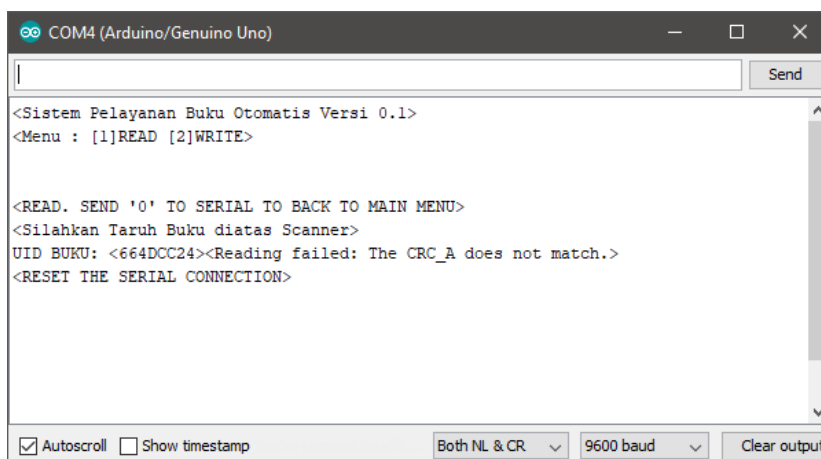 COM4 (Arduino/Genuino Uno)
Send
<Sistem Pelayanan Buku Otomatis Versi 0.1>
<Menu : [1]READ [2]WRITE>
<READ. SEND '0' TO SERIAL TO BACK TO MAIN MENU>
<Silahkan Taruh Buku diatas Scanner>
UID BUKU: <664DCC24><Reading failed: The CRC_A does not match.>
<RESET THE SERIAL CONNECTION>
Autoscroll Show timestamp Both NL & CR 9600 baud Clear output